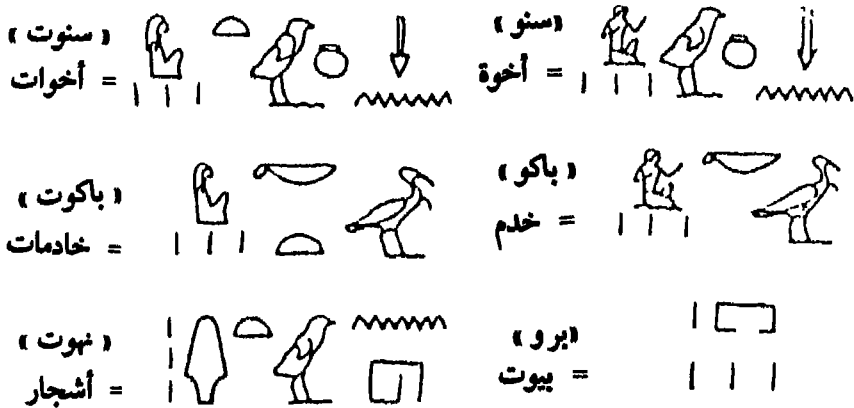 «سنو»
= أخوة
«سنوت»
= أخوات
«باكو»
= خدم
«باكوت»
= خادمات
«برو»
= بيوت
«نهوت»
= أشجار